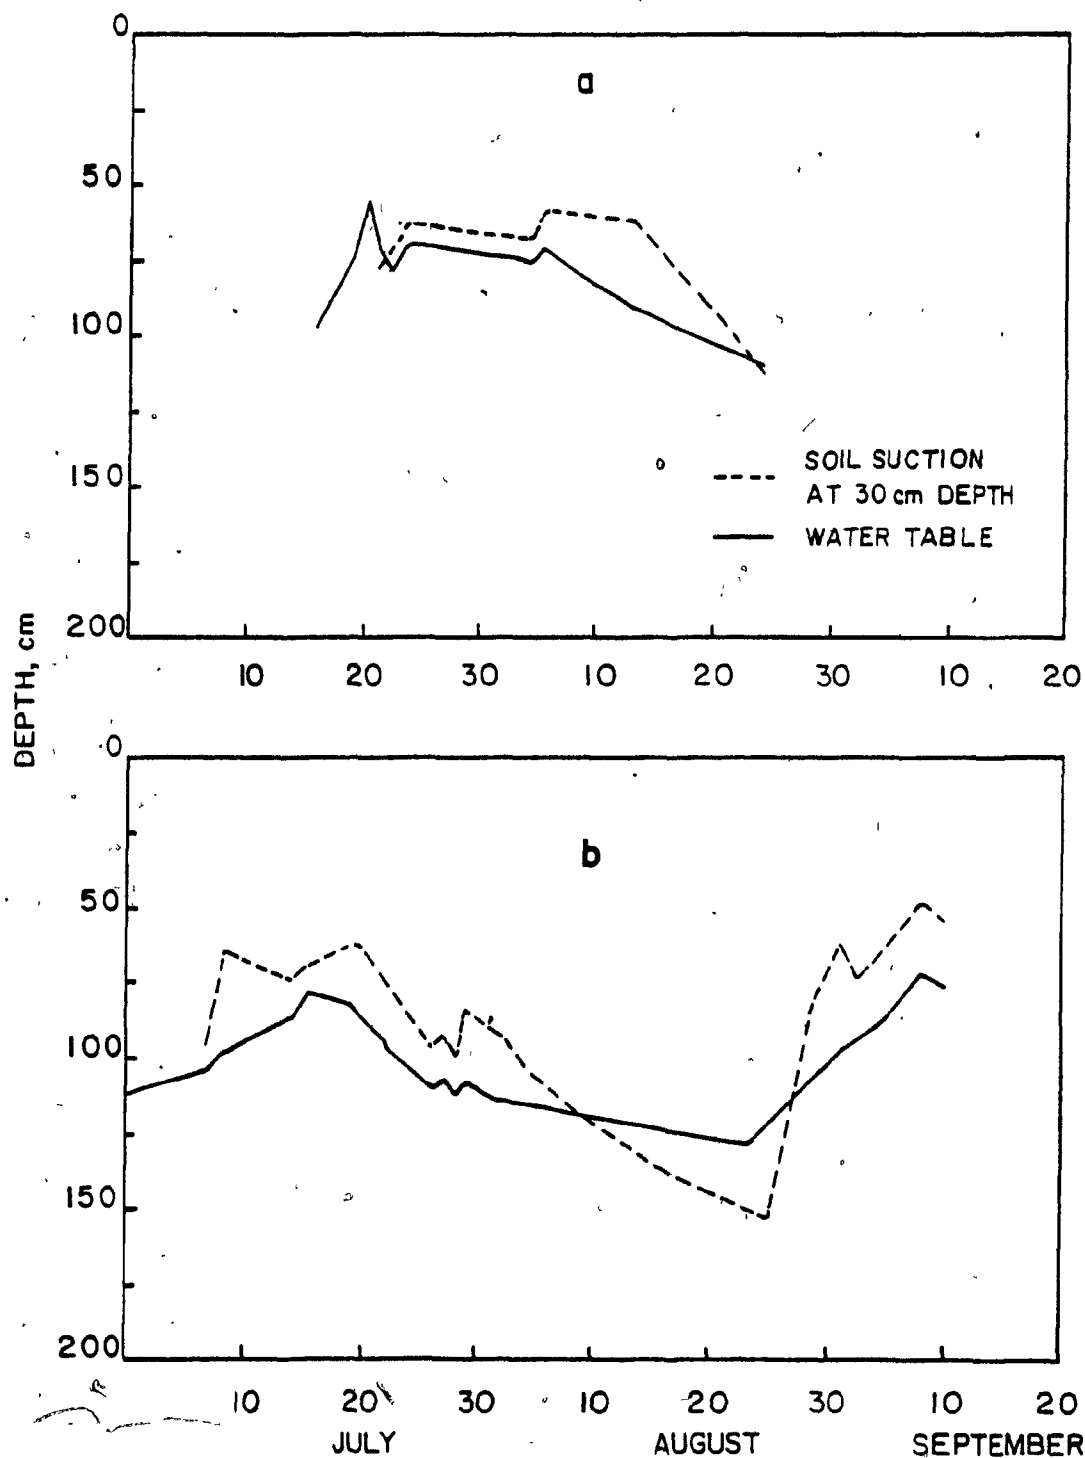 0
a
50
100
150
SOIL SUCTION
AT 30 cm DEPTH
WATER TABLE
200
10 20 30 10 20 30 10 20
DEPTH, cm
0
b
50
100
150
200
10 20 30 10 20 30 10 20
JULY AUGUST SEPTEMBER